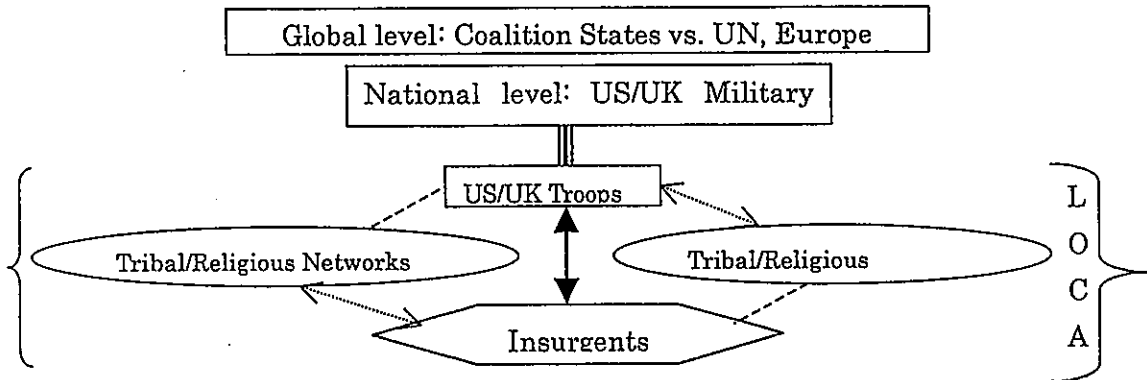 Global level: Coalition States vs. UN, Europe
National level: US/UK Military
US/UK Troops
Tribal/Religious Networks
Tribal/Religious
Insurgents
L
O
C
A